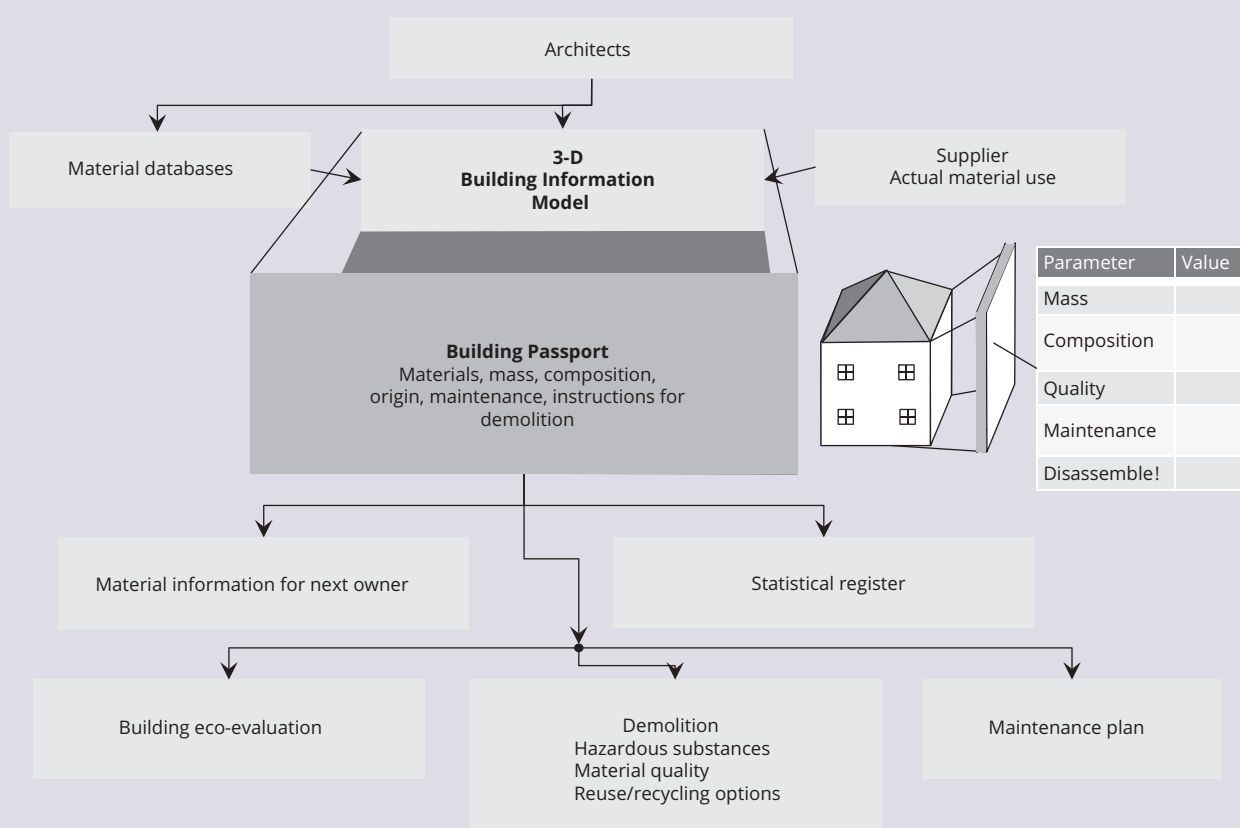 Architects
Material databases
3-D
Building Information
Model
Supplier
Actual material use
Parameter Value
Mass
Composition
Quality
Maintenance
Disassemble!
Building Passport
Materials, mass, composition,
origin, maintenance, instructions for
demolition
Material information for next owner
Statistical register
Building eco-evaluation
Demolition
Hazardous substances
Material quality
Reuse/recycling options
Maintenance plan